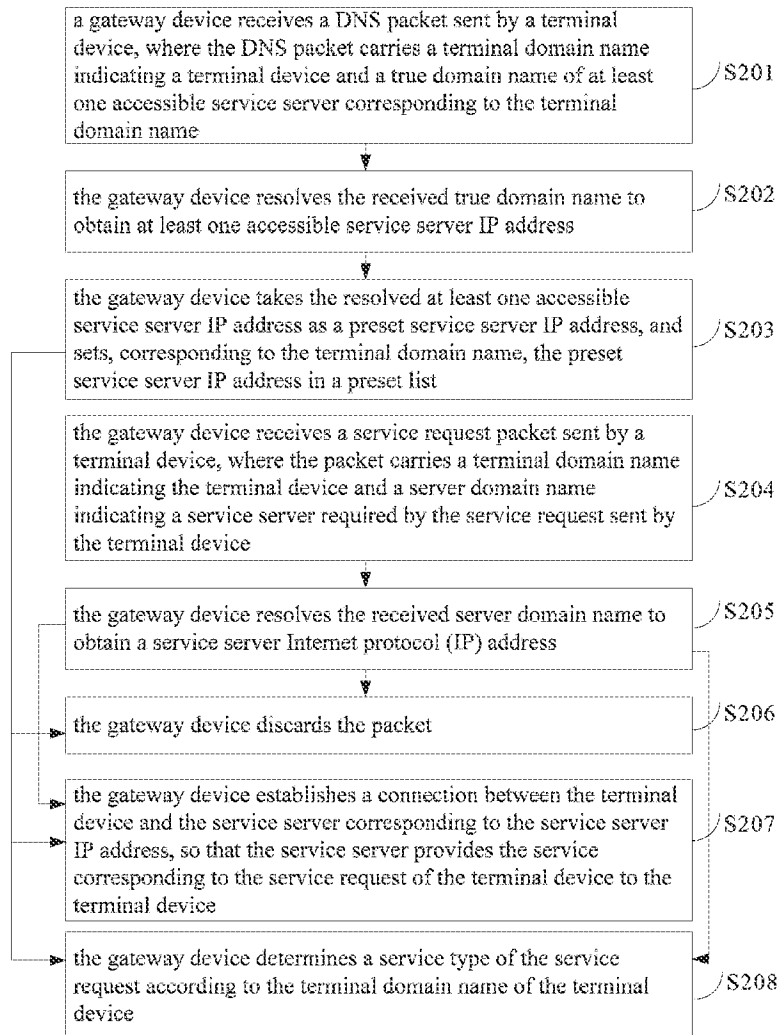 a gateway device receives a DNS packet sent by a terminal
device, where the DNS packet carries a terminal domain name
indicating a terminal device and a true domain name of at least
one accessible service server corresponding to the terminal
domain name
S201
the gateway device resolves the received true domain name to
obtain at least one accessible service server IP address
S202
the gateway device takes the resolved at least one accessible
service server IP address as a preset service server IP address, and
sets, corresponding to the terminal domain name, the preset
service server IP address in a preset list
S203
the gateway device receives a service request packet sent by a
terminal device, where the packet carries a terminal domain name
indicating the terminal device and a server domain name
indicating a service server required by the service request sent by
the terminal device
S204
the gateway device resolves the received server domain name to
obtain a service server Internet protocol (IP) address
S205
the gateway device discards the packet
S206
the gateway device establishes a connection between the terminal
device and the service server corresponding to the service server
IP address, so that the service server provides the service
corresponding to the service request of the terminal device to the
terminal device
S207
the gateway device determines a service type of the service
request according to the terminal domain name of the terminal
device
S208